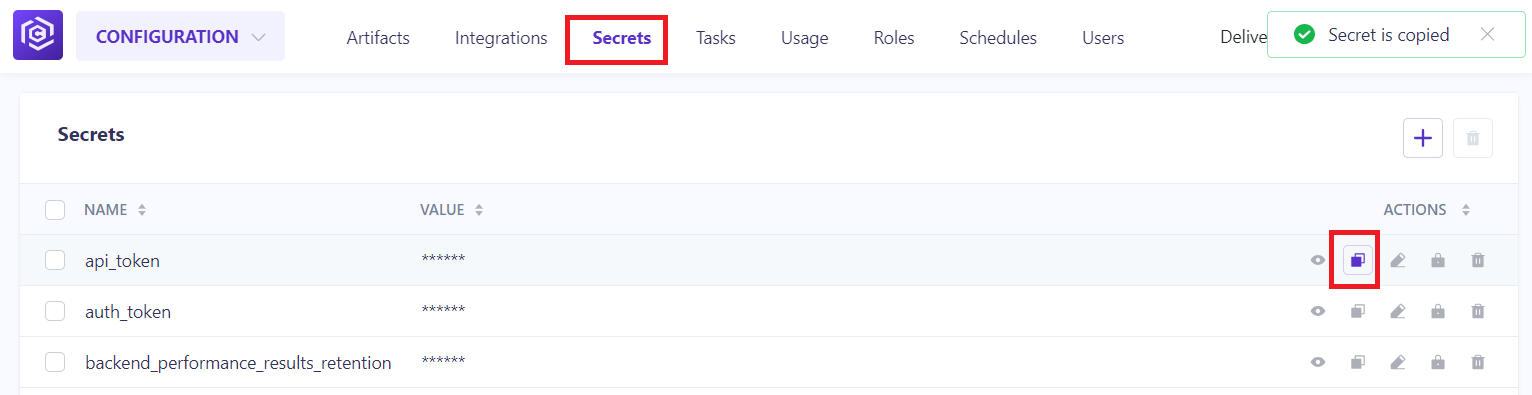 CONFIGURATION Artifacts Integrations Secrets Tasks Usage Roles Schedules Users Delive Secret is copied
Secrets
NAME VALUE ACTIONS
api_token ******
auth_token ******
backend_performance_results_retention ******